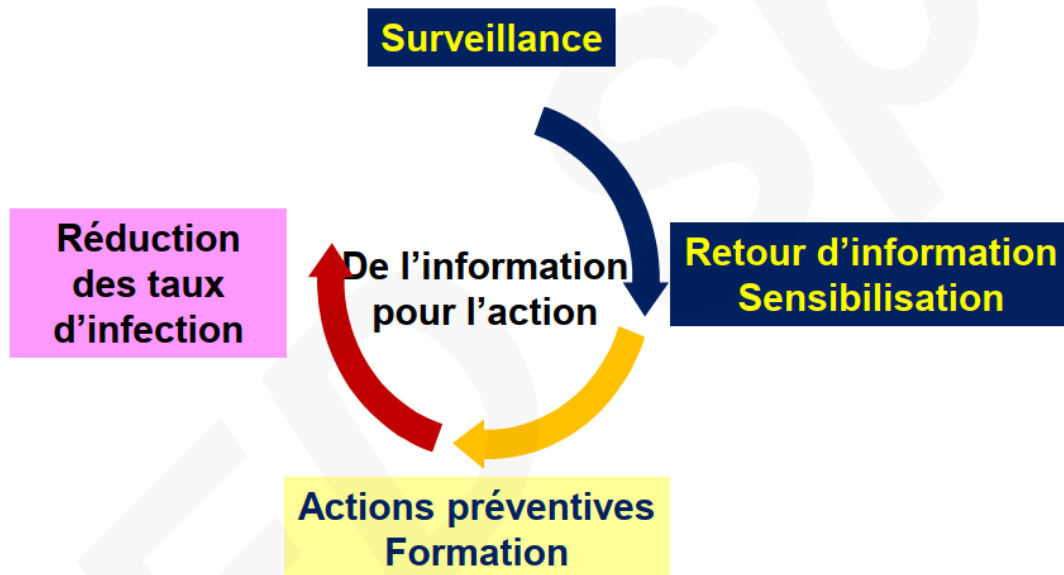 Surveillance
Retour d’information
Sensibilisation
De l’information
pour l’action
Réduction
des taux
d’infection
Actions préventives
Formation